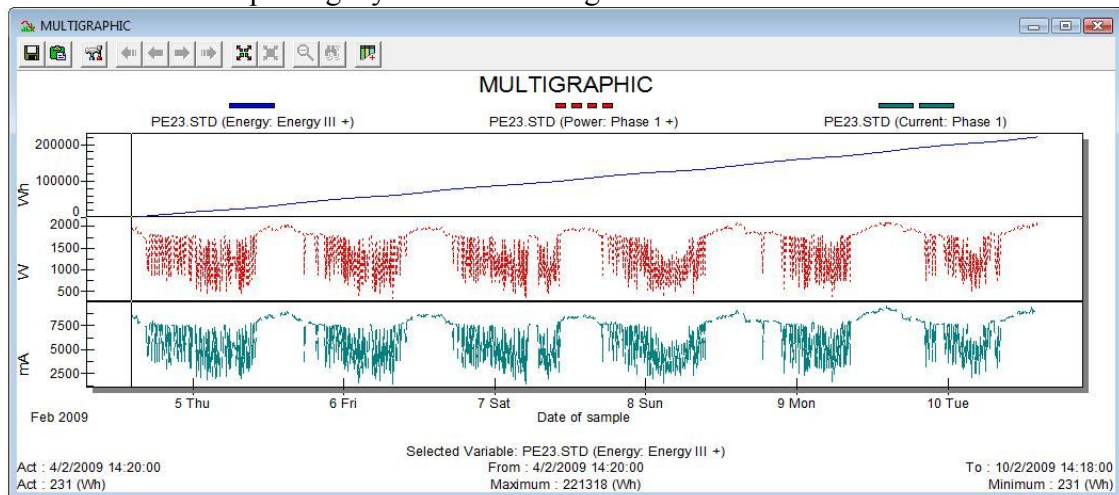 MULTIGRAPHIC
MULTIGRAPHIC
PE23.STD (Energy: Energy III +) PE23.STD (Power: Phase 1 +) PE23.STD (Current: Phase 1)
200000
100000
0
Wh
2000
1500
1000
500
W
7500
5000
2500
mA
5 Thu 6 Fri 7 Sat 8 Sun 9 Mon 10 Tue
Feb 2009 Date of sample
Selected Variable: PE23.STD (Energy: Energy III +)
Act : 4/2/2009 14:20:00 From : 4/2/2009 14:20:00 To : 10/2/2009 14:18:00
Act : 231 (Wh) Maximum : 221318 (Wh) Minimum : 231 (Wh)